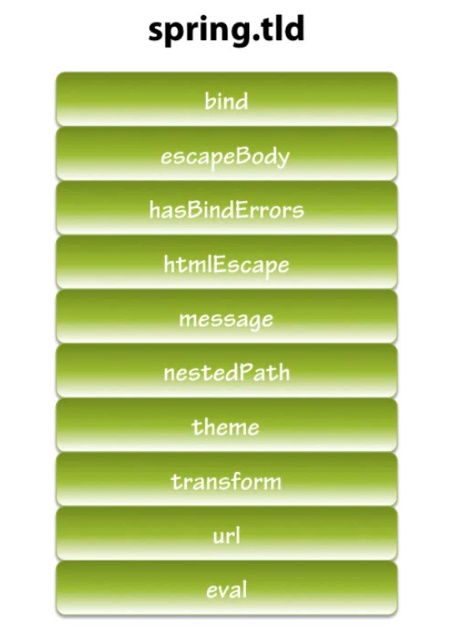 spring.tld
bind
escapeBody
hasBindErrors
htmlEscape
message
nestedPath
theme
transform
url
eval